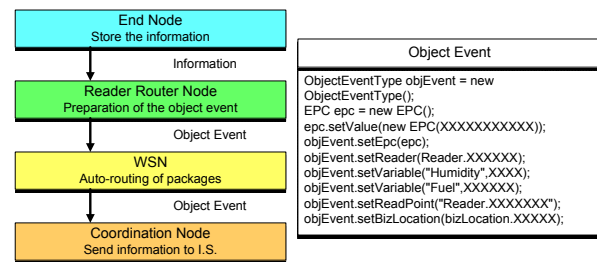 End Node
Store the information
Information
Reader Router Node
Preparation of the object event
Object Event
WSN
Auto-routing of packages
Object Event
Coordination Node
Send information to I.S.
Object Event
ObjectEventType objEvent = new
ObjectEventType();
EPC epc = new EPC();
epc.setValue(new EPC(XXXXXXXXXXX));
objEvent.setEpc(epc);
objEvent.setReader(Reader.XXXXXX);
objEvent.setVariable("Humidity",XXXX);
objEvent.setVariable("Fuel",XXXXXX);
objEvent.setReadPoint("Reader.XXXXXXX");
objEvent.setBizLocation(bizLocation.XXXXX);